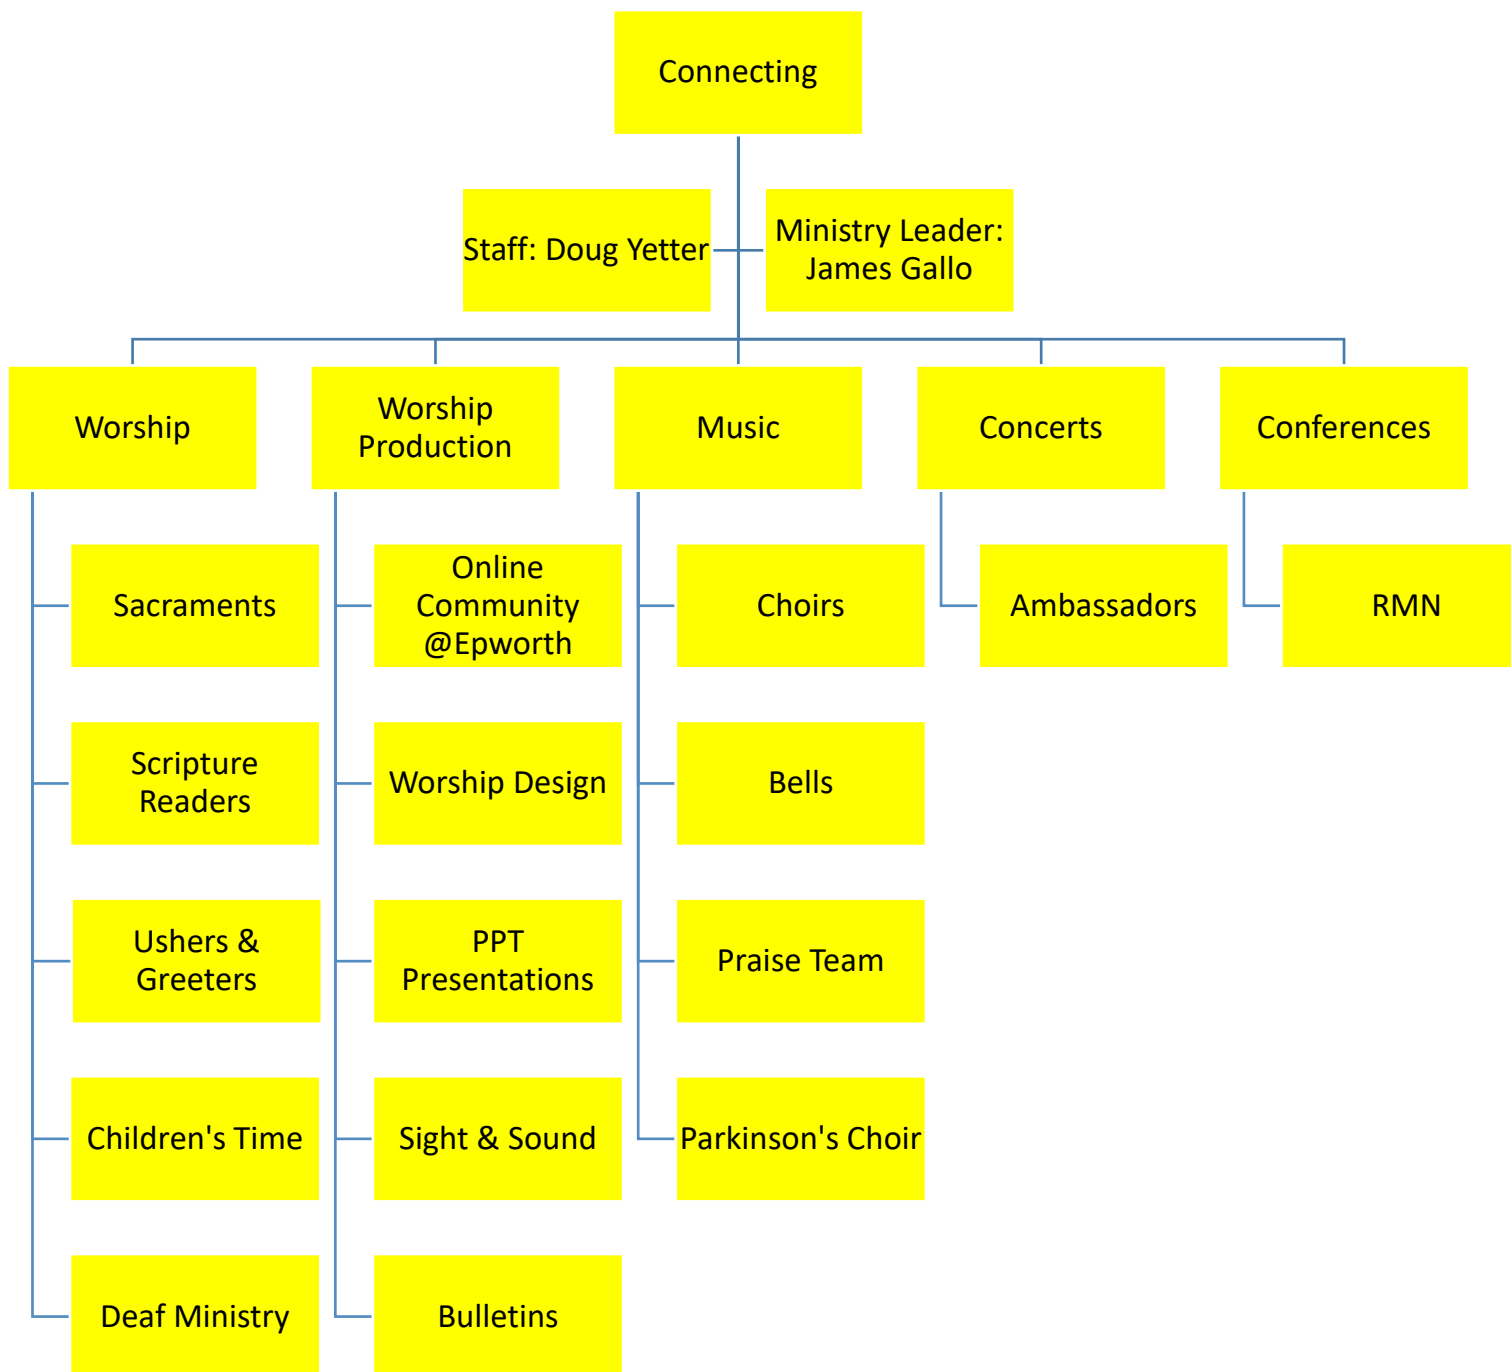 Connecting
Staff: Doug Yetter
Ministry Leader:
James Gallo
Worship
Worship
Production
Music
Concerts
Conferences
Sacraments
Online
Community
@Epworth
Choirs
Ambassadors
RMN
Scripture
Readers
Worship Design
Bells
Ushers &
Greeters
PPT
Presentations
Praise Team
Children's Time
Sight & Sound
Parkinson's Choir
Deaf Ministry
Bulletins